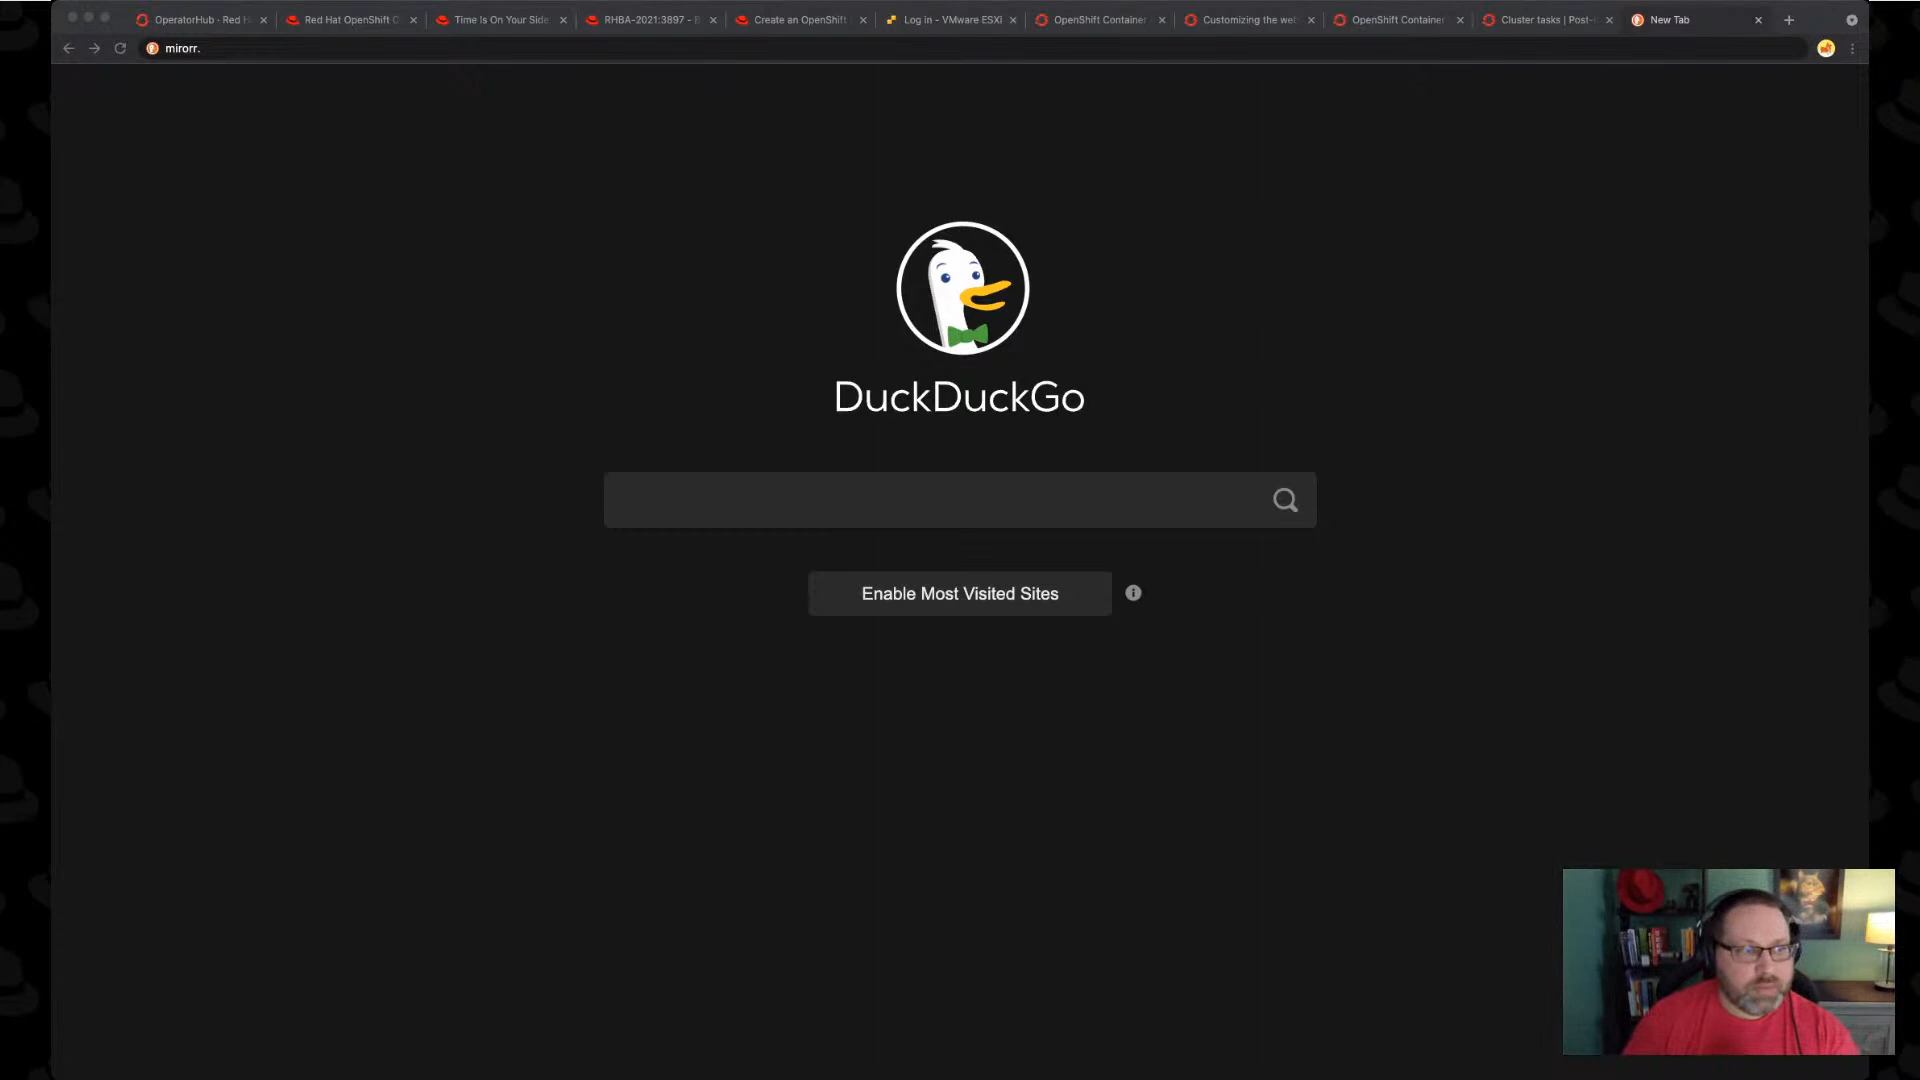 OperatorHub - Red H
Red Hat OpenShift C
Time Is On Your Side
RHBA-2021:3897 - B
Create an OpenShift
Log in - VMware ESXi
OpenShift Container
Customizing the web
OpenShift Container
Cluster tasks | Post-i
New Tab
mirorr.
DuckDuckGo
Enable Most Visited Sites